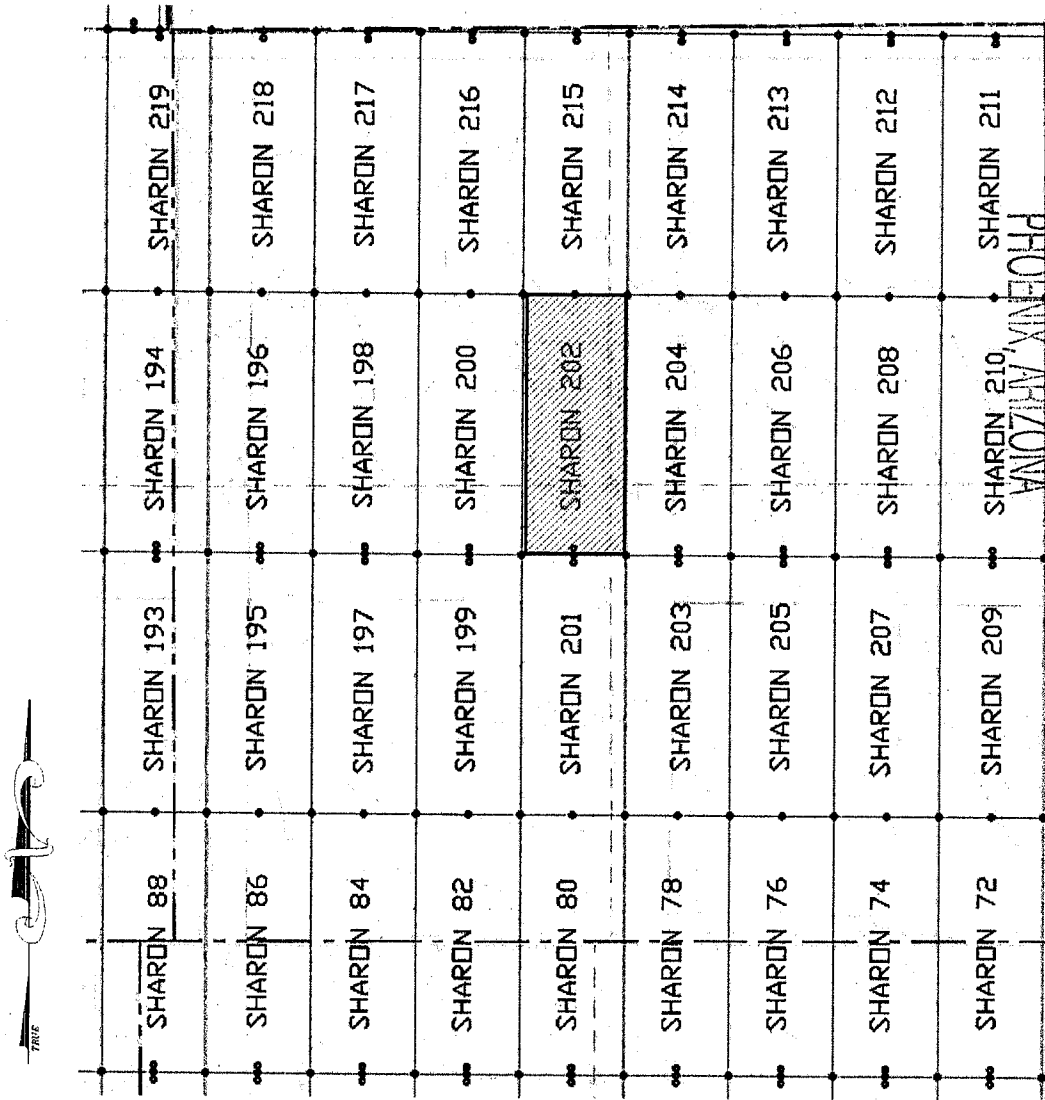 SHARON 219
SHARON 218
SHARON 217
SHARON 216
SHARON 215
SHARON 214
SHARON 213
SHARON 212
SHARON 211
SHARON 194
SHARON 196
SHARON 198
SHARON 200
SHARON 202
SHARON 204
SHARON 206
SHARON 208
SHARON 210
PHOENIX, ARIZONA
SHARON 193
SHARON 195
SHARON 197
SHARON 199
SHARON 201
SHARON 203
SHARON 205
SHARON 207
SHARON 209
SHARON 88
SHARON 86
SHARON 84
SHARON 82
SHARON 80
SHARON 78
SHARON 76
SHARON 74
SHARON 72
TRUE